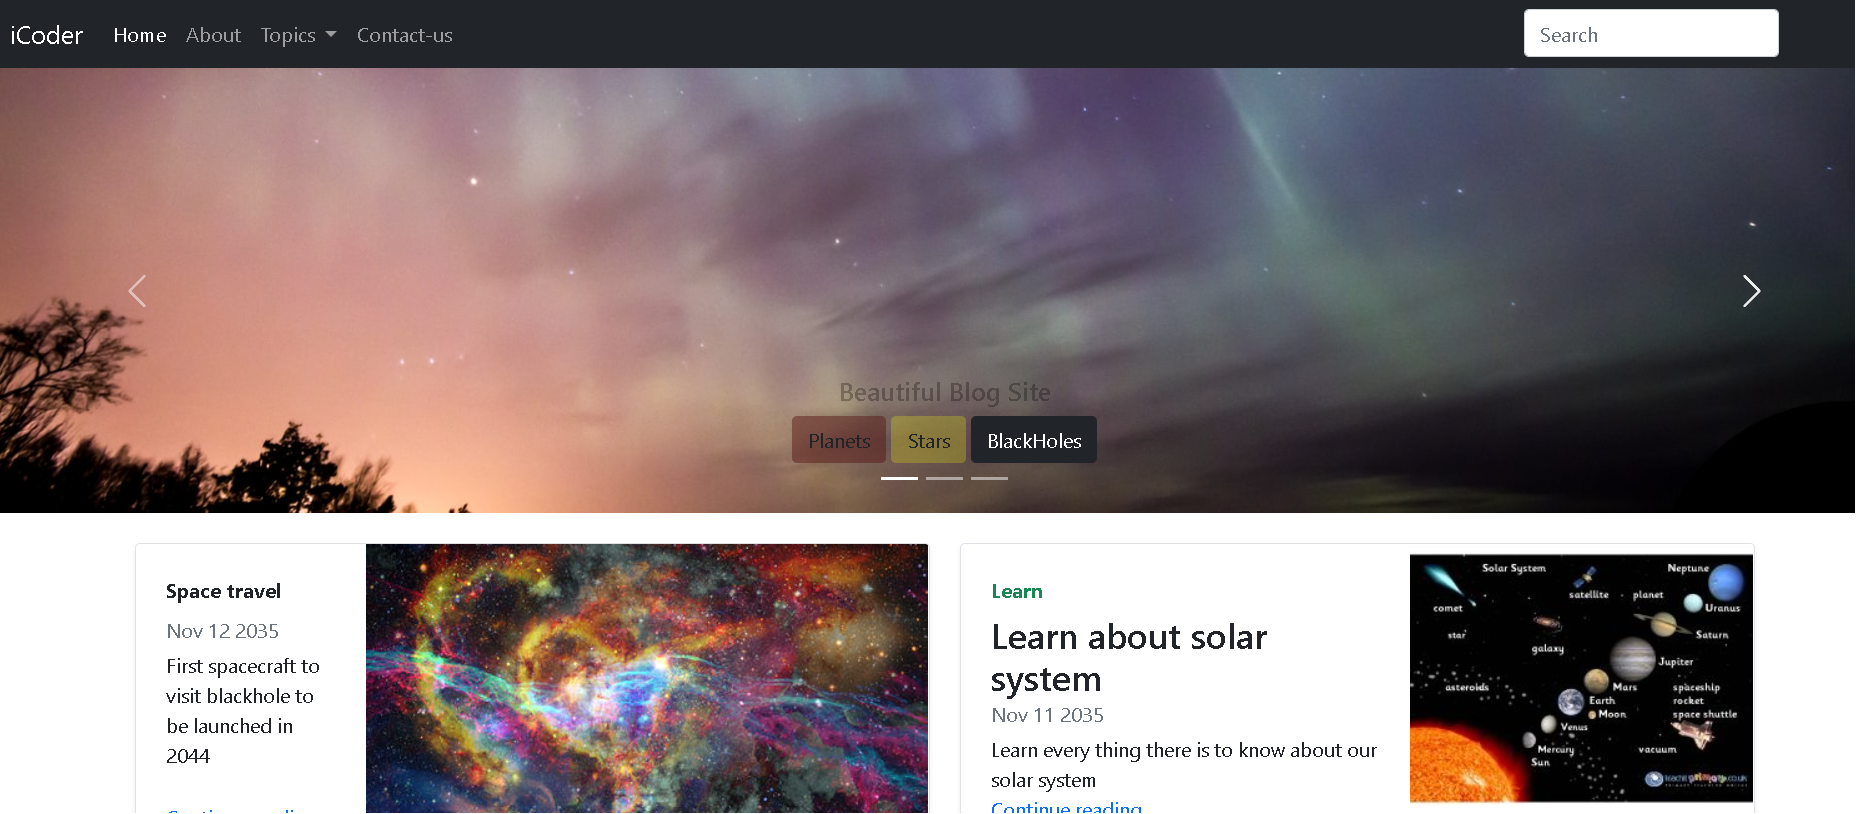 iCoder Home About Topics Contact-us Search
Beautiful Blog Site
Planets Stars BlackHoles
Space travel
Nov 12 2035
First spacecraft to
visit blackhole to
be launched in
2044
Learn
Learn about solar
system
Nov 11 2035
Learn every thing there is to know about our
solar system
Continue reading
Solar System
Neptune
comet
satellite
planet
Uranus
star
galaxy
Saturn
Jupiter
asteroids
Mars
spaceship
rocket
space shuttle
Earth
Moon
Venus
Mercury
vacuum
Sun